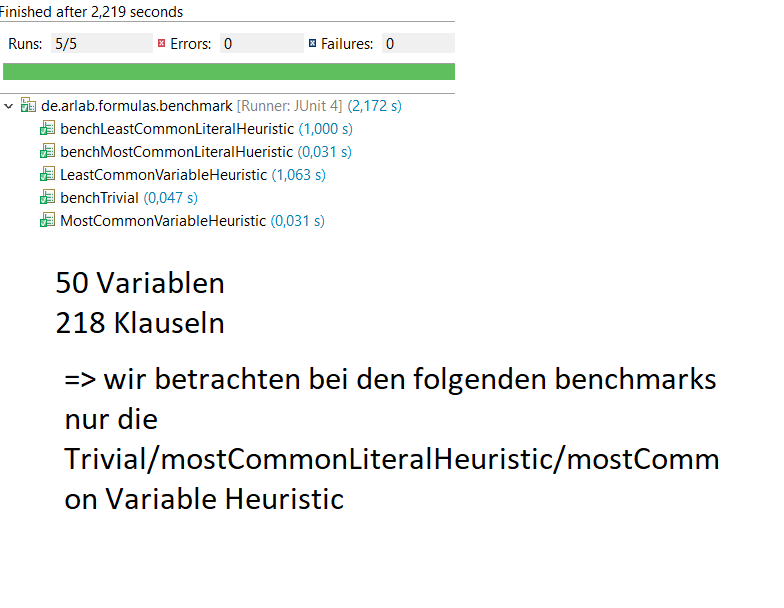 Finished after 2,219 seconds
Runs: 5/5 Errors: 0 Failures: 0
de.arlab.formulas.benchmark [Runner: JUnit 4] (2,172 s)
benchLeastCommonLiteralHeuristic (1,000 s)
benchMostCommonLiteralHueristic (0,031 s)
LeastCommonVariableHeuristic (1,063 s)
benchTrivial (0,047 s)
MostCommonVariableHeuristic (0,031 s)
50 Variablen
218 Klauseln
=> wir betrachten bei den folgenden benchmarks
nur die
Trivial/mostCommonLiteralHeuristic/mostComm
on Variable Heuristic